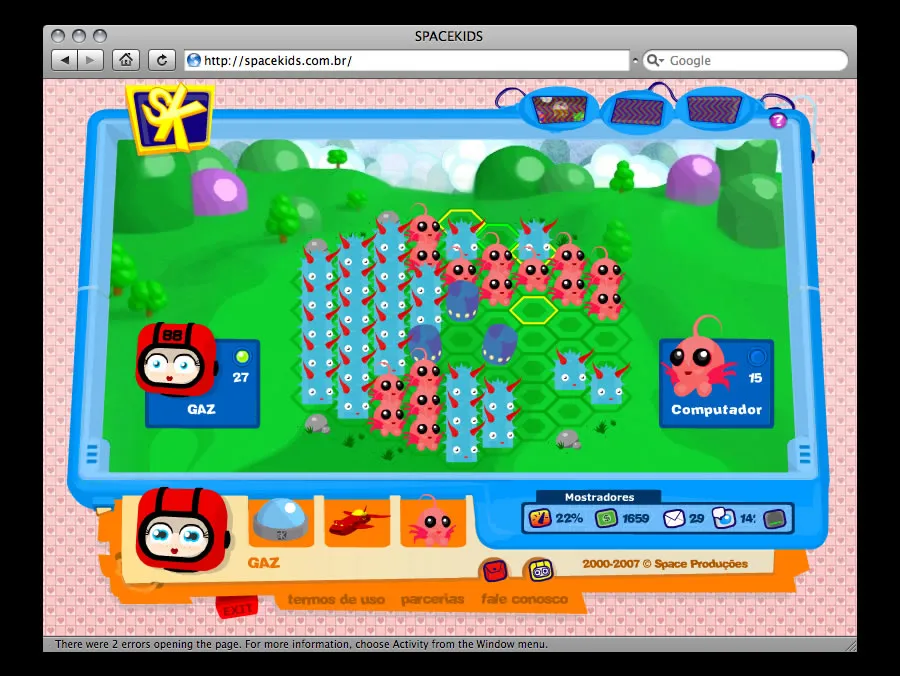 SPACEKIDS
http://spacekids.com.br/
Google
?
88
27
GAZ
15
Computador
Mostradores
22%
1659
29
14:
GAZ
2000-2007 © Space Produções
termos de uso
parcerias
fale conosco
EXIT
There were 2 errors opening the page. For more information, choose Activity from the Window menu.